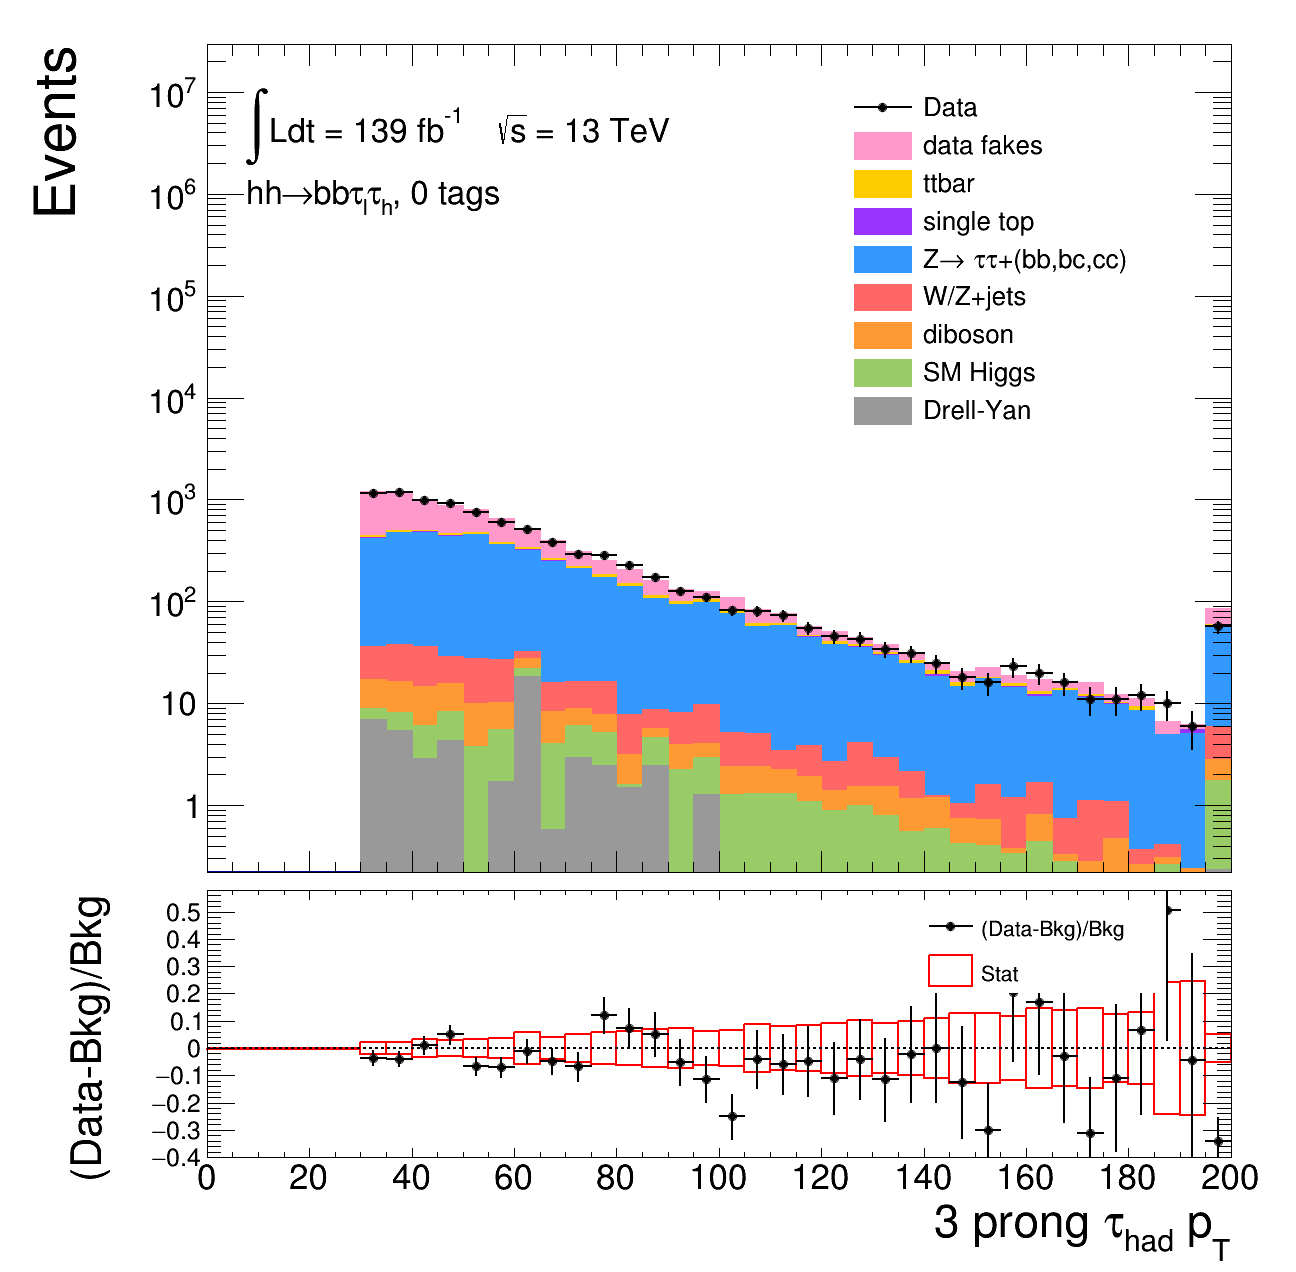 Events
10⁷
10⁶
10⁵
10⁴
10³
10²
10
1
∫Ldt = 139 fb⁻¹ √s = 13 TeV
hh→bbτ_lτ_h, 0 tags
Data
data fakes
ttbar
single top
Z→ ττ+(bb,bc,cc)
W/Z+jets
diboson
SM Higgs
Drell-Yan
(Data-Bkg)/Bkg
0.5
0.4
0.3
0.2
0.1
0
−0.1
−0.2
−0.3
−0.4
(Data-Bkg)/Bkg
Stat
0 20 40 60 80 100 120 140 160 180 200
3 prong τ_had p_T